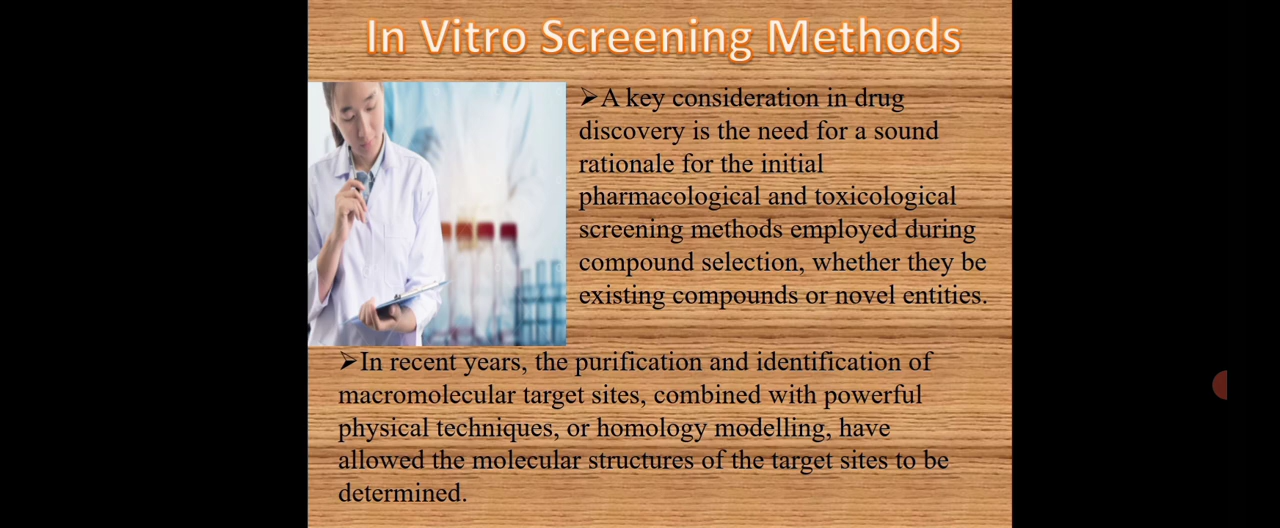 In Vitro Screening Methods
➢A key consideration in drug
discovery is the need for a sound
rationale for the initial
pharmacological and toxicological
screening methods employed during
compound selection, whether they be
existing compounds or novel entities.
➢In recent years, the purification and identification of
macromolecular target sites, combined with powerful
physical techniques, or homology modelling, have
allowed the molecular structures of the target sites to be
determined.